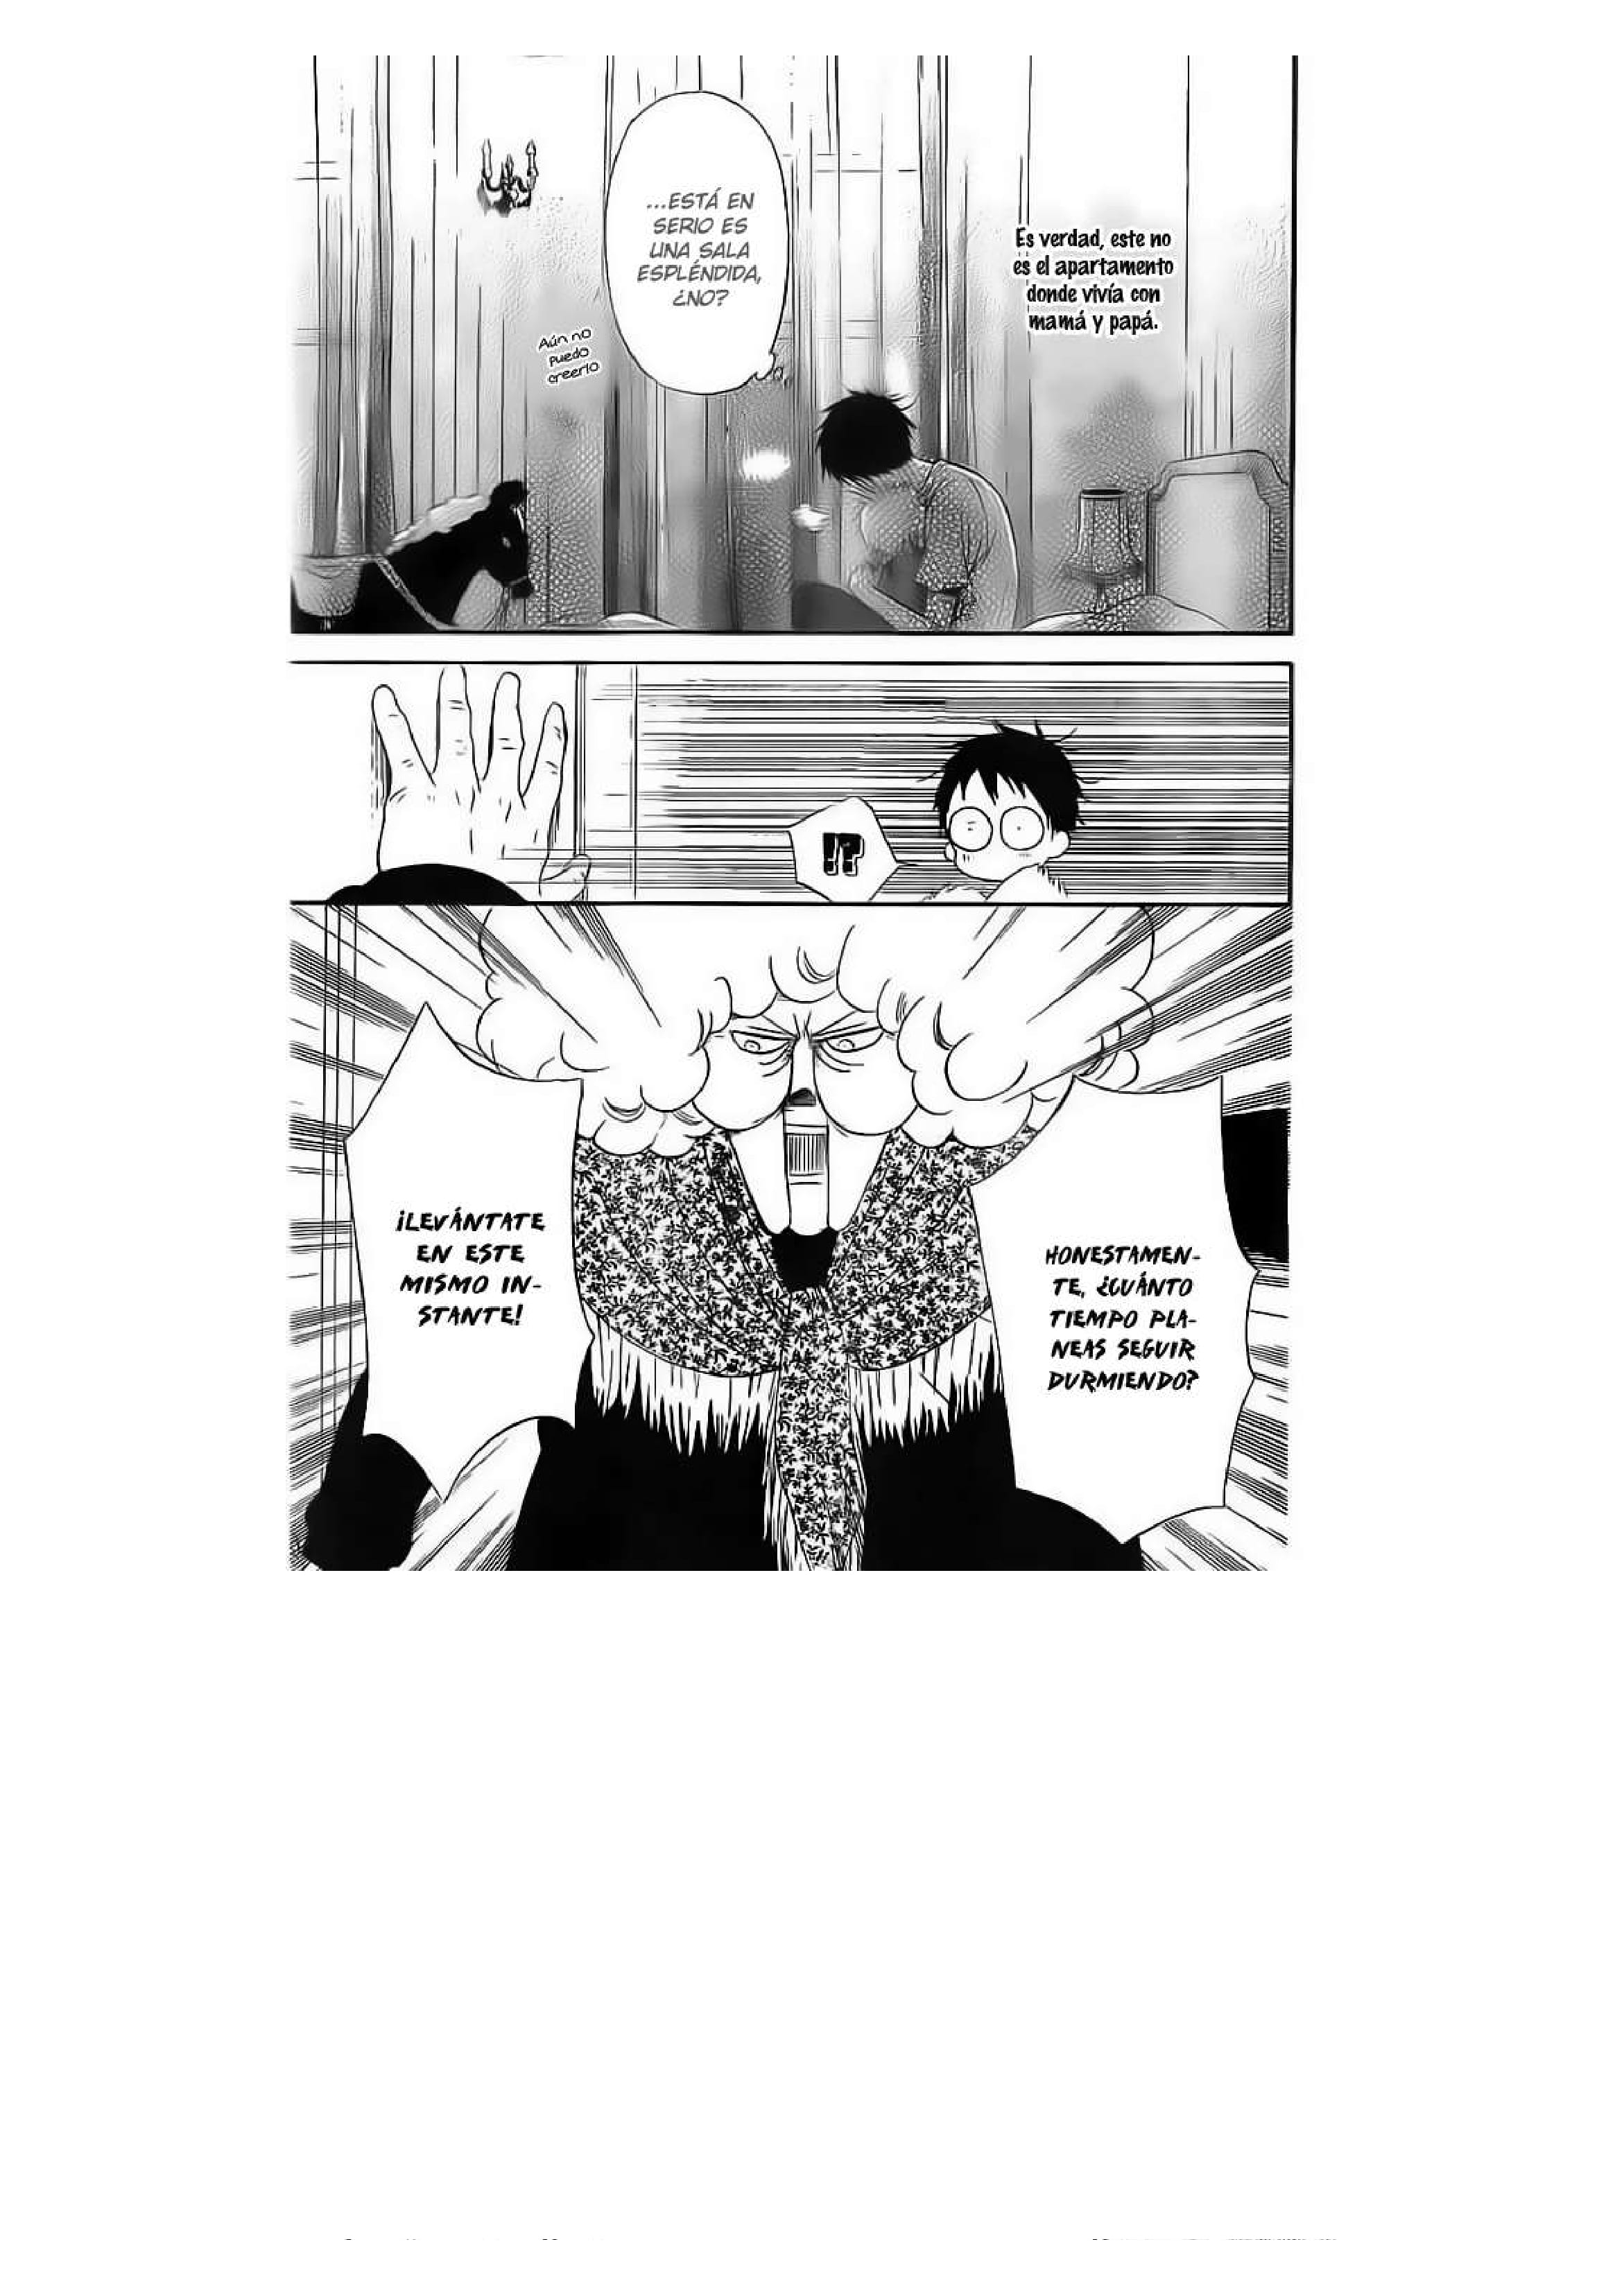 Es verdad, este no
es el apartamento
donde vivía con
mamá y papá.
...ESTÁ EN
SERIO ES
UNA SALA
ESPLÉNDIDA,
¿NO?
Aún no
puedo
creerlo
!?
HONESTAMEN-
TE, ¿CUÁNTO
TIEMPO PLA-
NEAS SEGUIR
DURMIENDO?
¡LEVÁNTATE
EN ESTE
MISMO IN-
STANTE!